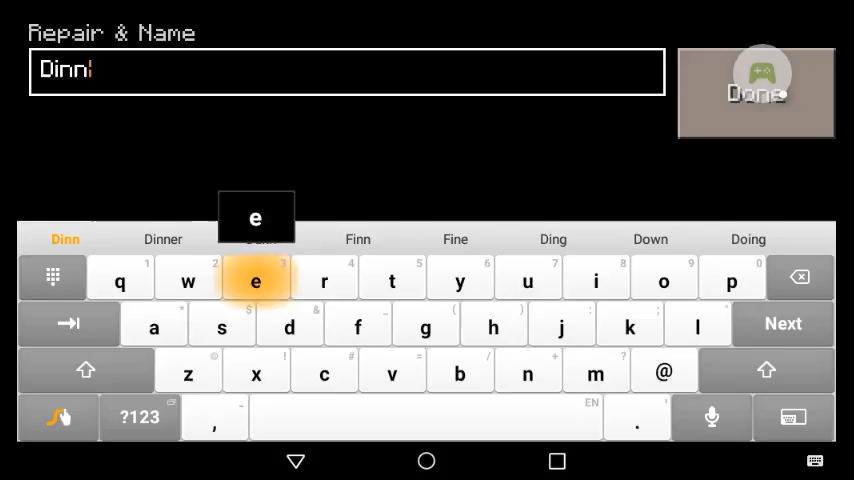 Repair & Name
Dinn
Done
e
Dinn Dinner Finn Fine Ding Down Doing
q 1 w 2 e 3 r 4 t 5 y 6 u 7 i 8 o 9 p 0
a * s $ d & f _ g ( h ) j : k ; l " Next
z x ! c # v = b / n + m ? @
?123 , - EN . '